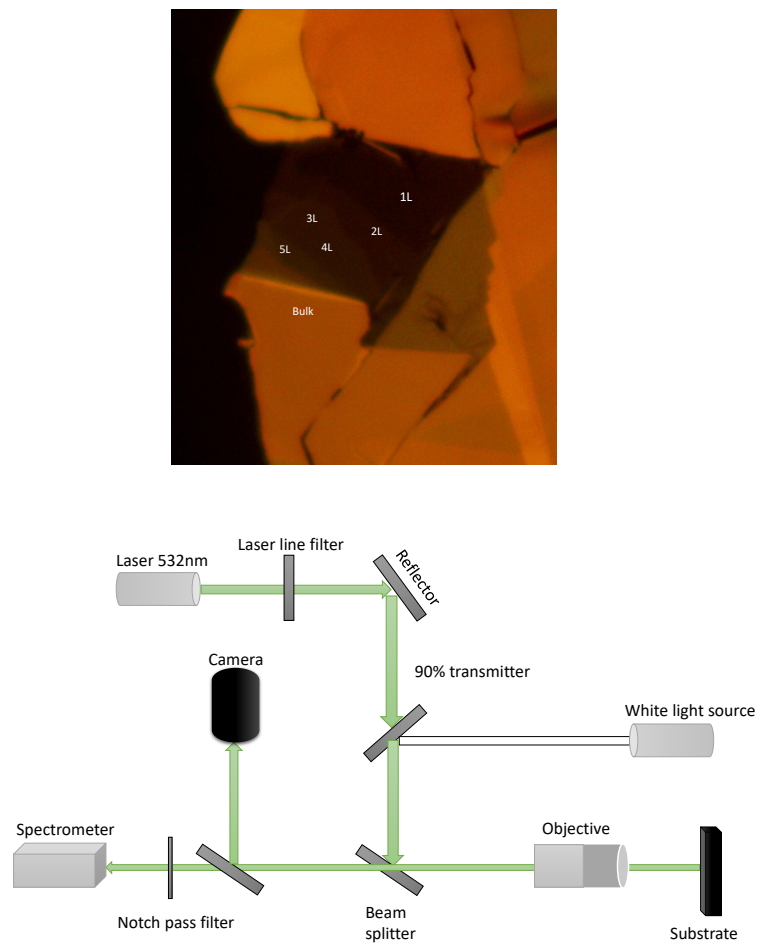 1L
3L
2L
5L
4L
Bulk
Laser line filter
Laser 532nm
Reflector
Camera
90% transmitter
White light source
Spectrometer
Objective
Notch pass filter
Beam
splitter
Substrate